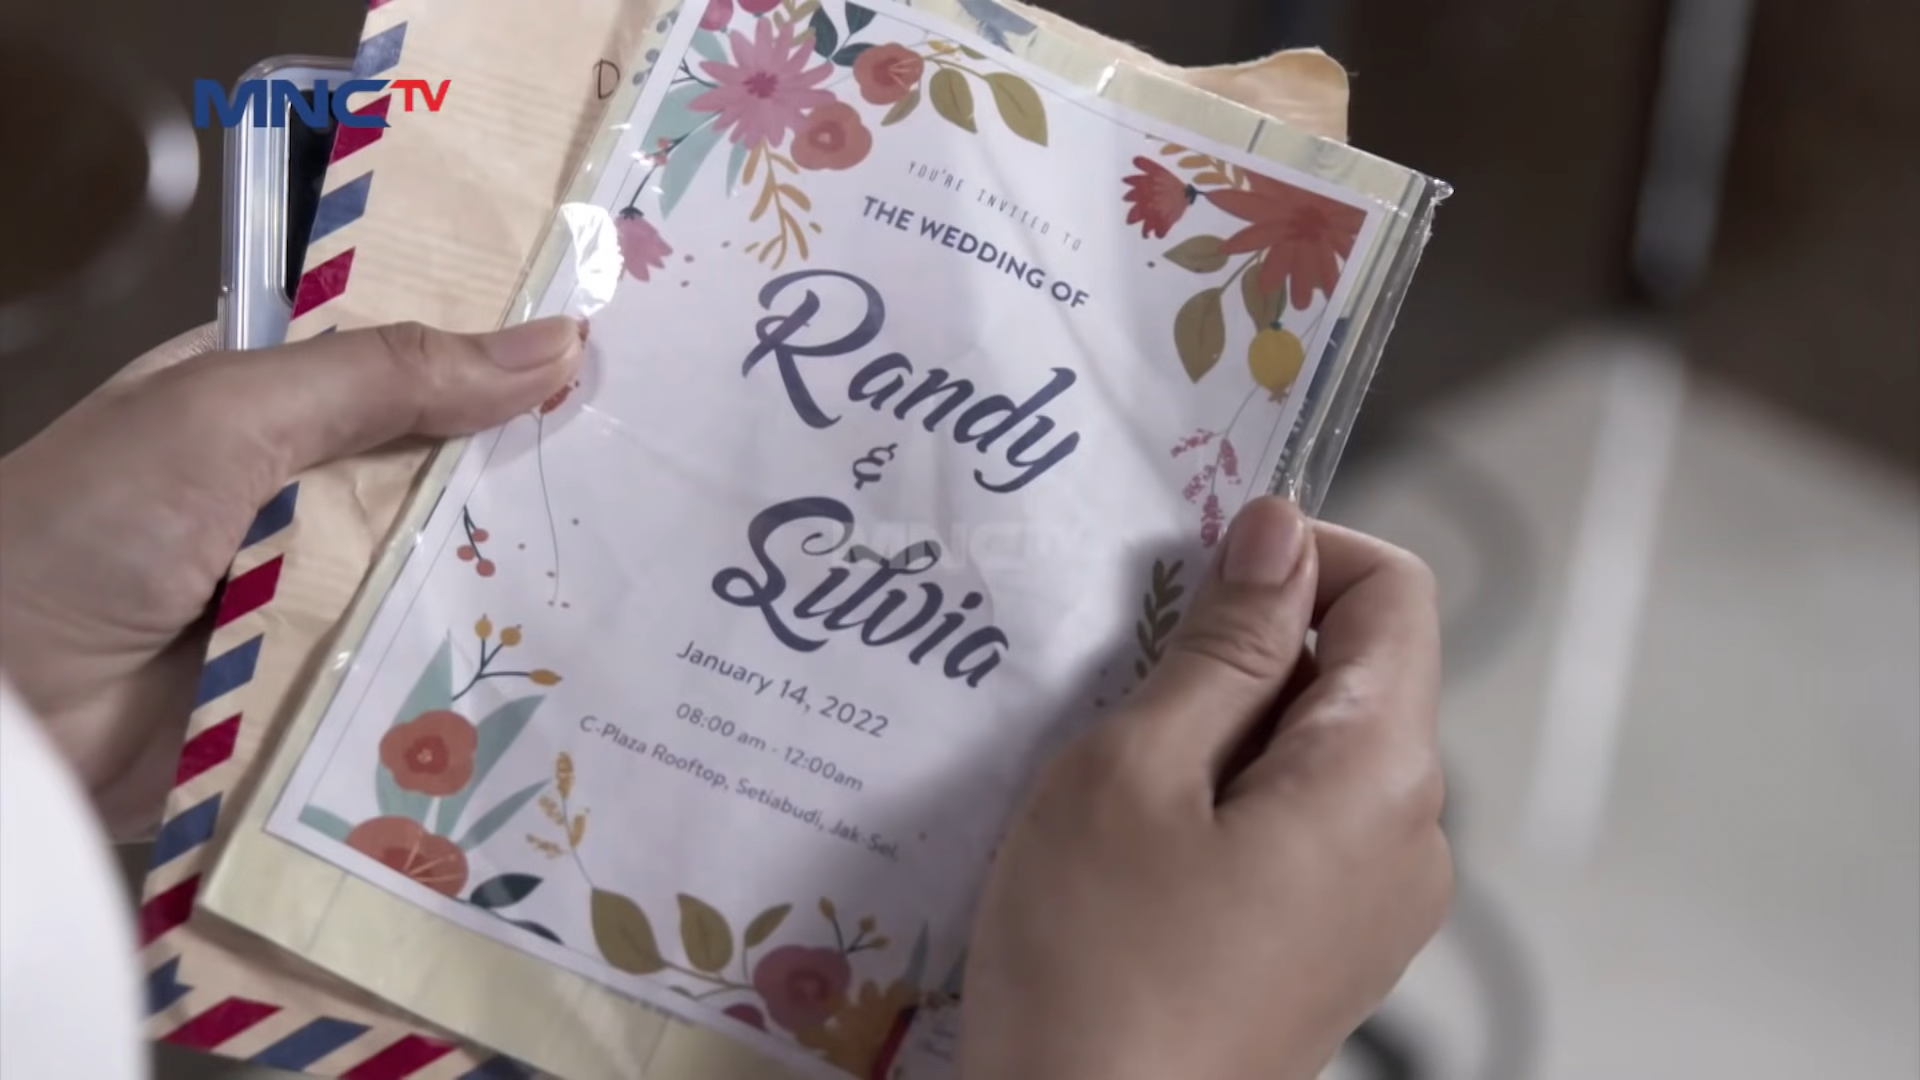 MNCTV
D
YOU'RE INVITED TO
THE WEDDING OF
Randy
&
Silvia
MNCTV
January 14, 2022
08:00 am - 12:00am
C-Plaza Rooftop, Setiabudi, Jak-Sel.